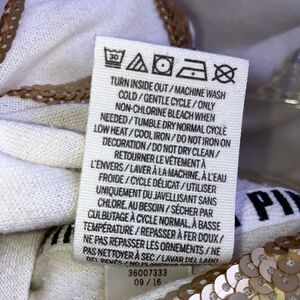 30
TURN INSIDE OUT / MACHINE WASH
COLD / GENTLE CYCLE / ONLY
NON-CHLORINE BLEACH WHEN
NEEDED / TUMBLE DRY NORMAL CYCLE
LOW HEAT / COOL IRON / DO NOT IRON ON
DECORATION / DO NOT DRY CLEAN /
RETOURNER LE VÊTEMENT À
L'ENVERS / LAVER À LA MACHINE, À L'EAU
FROIDE / CYCLE DÉLICAT / UTILISER
UNIQUEMENT DU JAVELLISANT SANS
CHLORE, AU BESOIN / SÉCHER PAR
CULBUTAGE À CYCLE NORMAL, À BASSE
TEMPÉRATURE / REPASSER À FER DOUX /
NE PAS REPASSER LES ORNEMENTS / NE
PAS NETTOYER À SEC /
36007333
09 / 16
PI